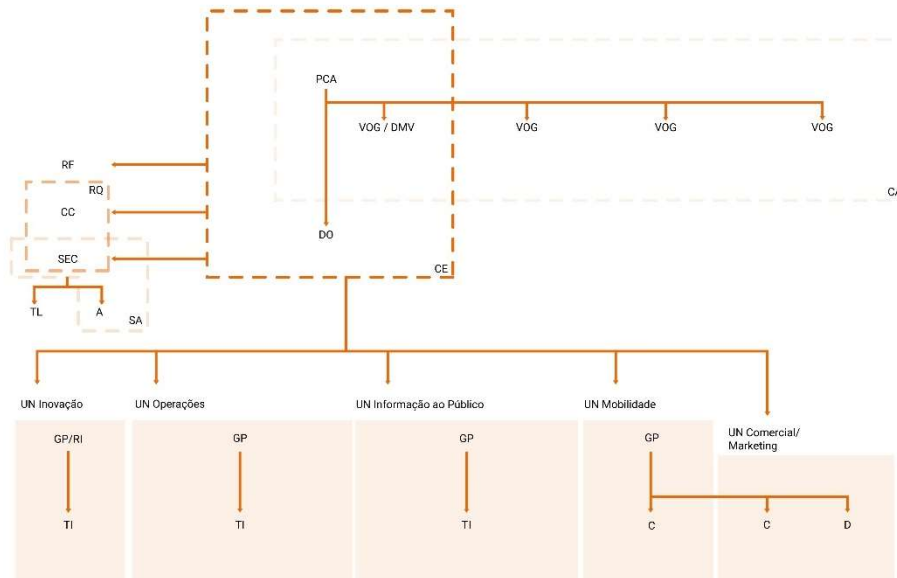 PCA
VOG / DMV
VOG
VOG
VOG
RF
RQ
CC
CA
DO
SEC
CE
TL
A
SA
UN Inovação
UN Operações
UN Informação ao Público
UN Mobilidade
UN Comercial/
Marketing
GP/RI
GP
GP
GP
TI
TI
TI
C
C
D